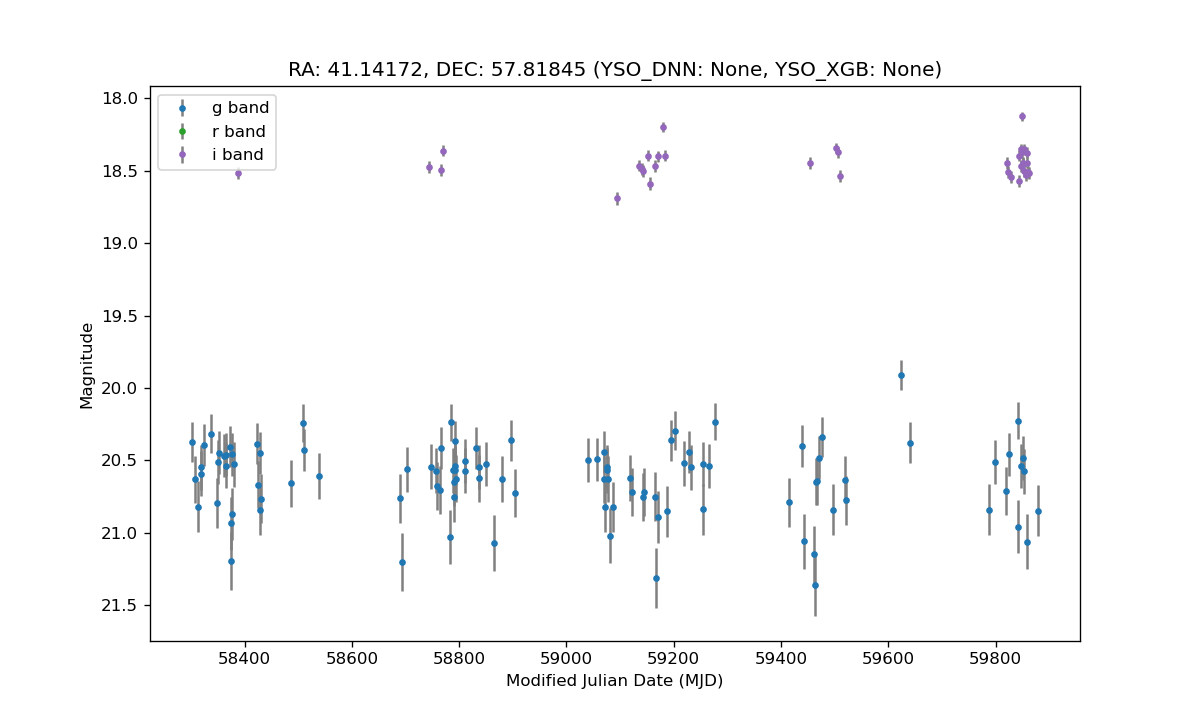 RA: 41.14172, DEC: 57.81845 (YSO_DNN: None, YSO_XGB: None)
g band
r band
i band
18.0
18.5
19.0
19.5
20.0
20.5
21.0
21.5
Magnitude
58400 58600 58800 59000 59200 59400 59600 59800
Modified Julian Date (MJD)